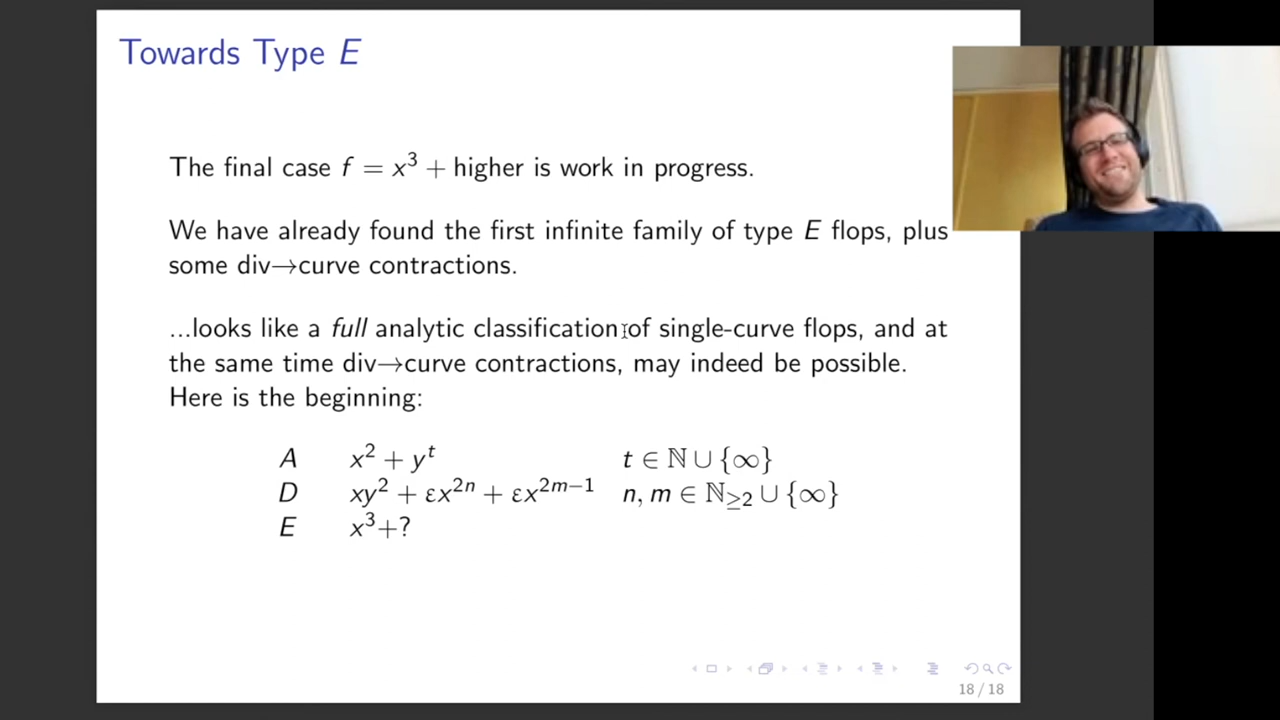 Towards Type E
The final case f = x³ + higher is work in progress.
We have already found the first infinite family of type E flops, plus
some div→curve contractions.
...looks like a full analytic classification of single-curve flops, and at
the same time div→curve contractions, may indeed be possible.
Here is the beginning:
A x² + yᵗ t ∈ ℕ ∪ {∞}
D xy² + εx²ⁿ + εx²ᵐ⁻¹ n, m ∈ ℕ≥2 ∪ {∞}
E x³+?
18 / 18